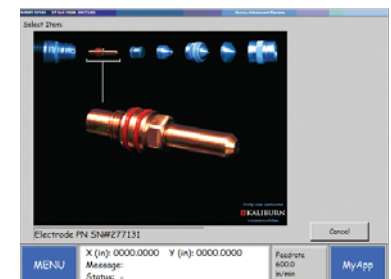 Select Item:
KALIBURN
Electrode PN SN#277131
Cancel
MENU
X (in): 0000.0000 Y (in): 0000.0000
Message:
Status: -
Feedrate
600.0
in/min
MyApp